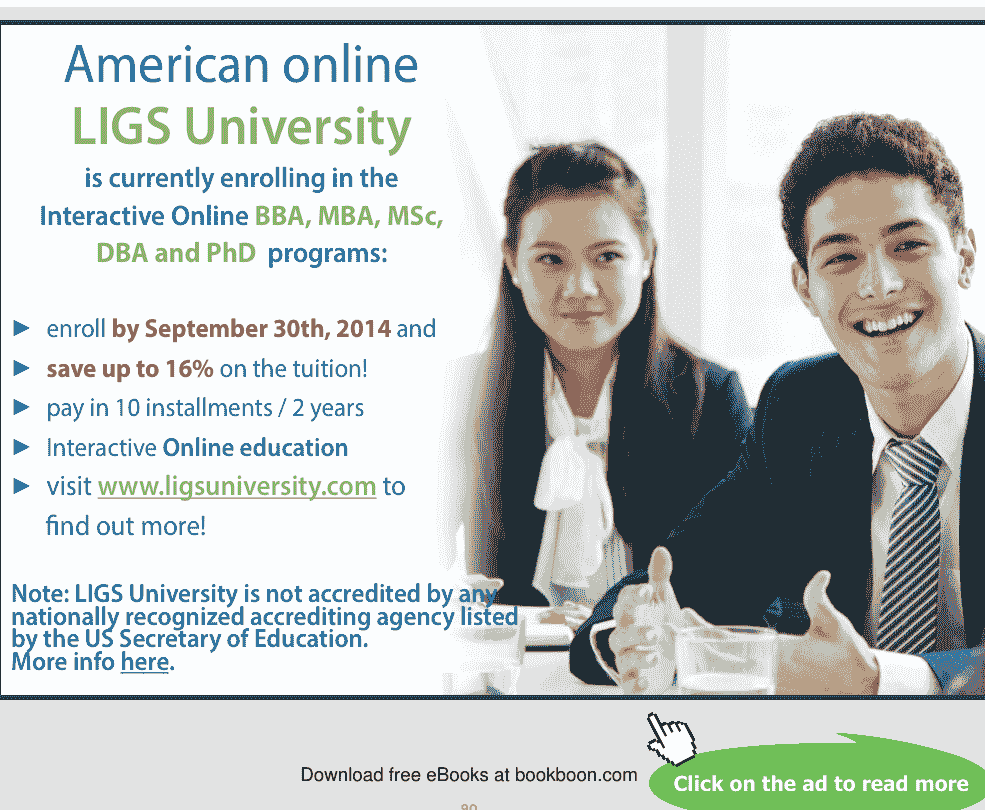 American online
LIGS University
is currently enrolling in the
Interactive Online BBA, MBA, MSc,
DBA and PhD programs:
► enroll by September 30th, 2014 and
► save up to 16% on the tuition!
► pay in 10 installments / 2 years
► Interactive Online education
► visit www.ligsuniversity.com to
find out more!
Note: LIGS University is not accredited by any
nationally recognized accrediting agency listed
by the US Secretary of Education.
More info here.
Download free eBooks at bookboon.com
Click on the ad to read more